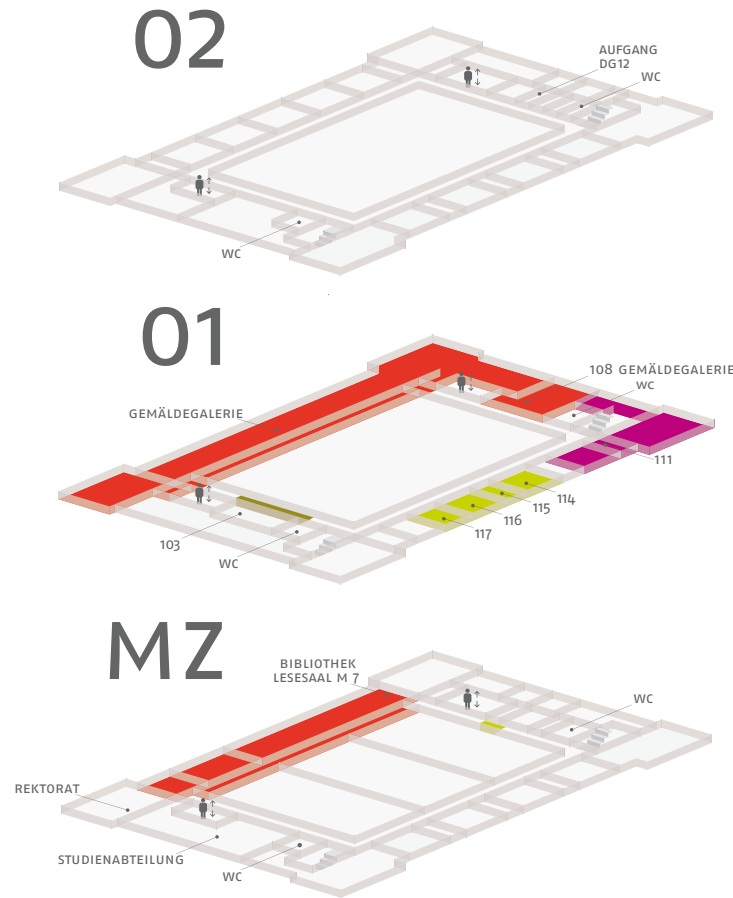 02
AUFGANG
DG12
WC
WC
01
108 GEMÄLDEGALERIE
WC
GEMÄLDEGALERIE
111
114
115
116
117
103
WC
MZ
BIBLIOTHEK
LESESAAL M 7
WC
REKTORAT
STUDIENABTEILUNG
WC